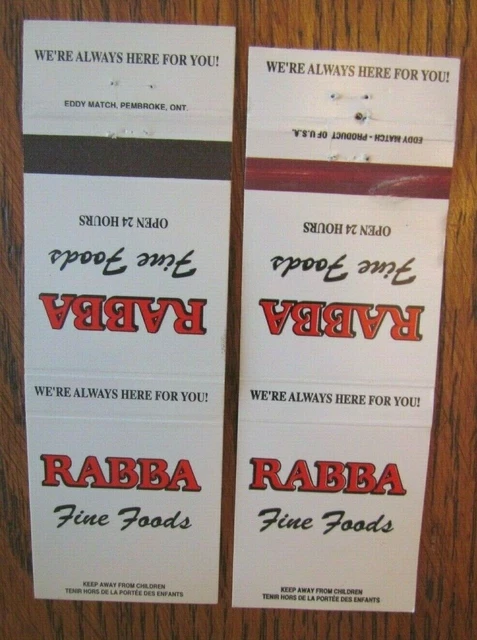 WE'RE ALWAYS HERE FOR YOU!
EDDY MATCH, PEMBROKE, ONT.
OPEN 24 HOURS
Fine Foods
RABBA
WE'RE ALWAYS HERE FOR YOU!
RABBA
Fine Foods
KEEP AWAY FROM CHILDREN
TENIR HORS DE LA PORTÉE DES ENFANTS
WE'RE ALWAYS HERE FOR YOU!
EDDY MATCH - PRODUCT OF U.S.A.
OPEN 24 HOURS
Fine Foods
RABBA
WE'RE ALWAYS HERE FOR YOU!
RABBA
Fine Foods
KEEP AWAY FROM CHILDREN
TENIR HORS DE LA PORTÉE DES ENFANTS